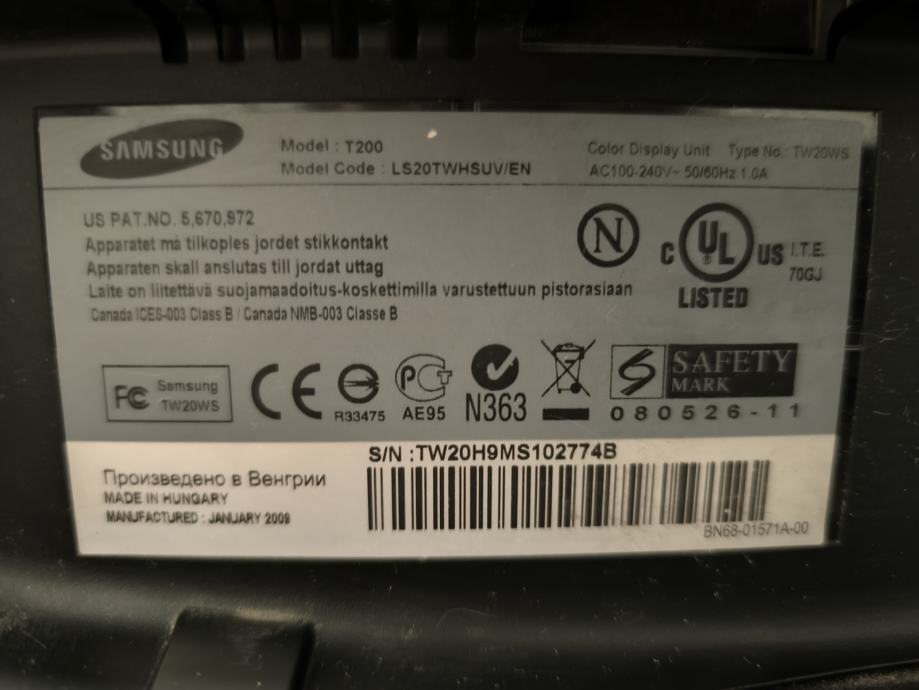 SAMSUNG
Model : T200
Model Code : LS20TWHSUV/EN
Color Display Unit Type No.: TW20WS
AC100-240V~ 50/60Hz 1.0A
US PAT.NO. 5,670,972
Apparatet må tilkoples jordet stikkontakt
Apparaten skall anslutas till jordat uttag
Laite on liitettävä suojamaadoitus-koskettimilla varustettuun pistorasiaan
Canada ICES-003 Class B / Canada NMB-003 Classe B
N
C UL US I.T.E.
®
70GJ
LISTED
FC Samsung
TW20WS
CE
R33475
РСТ
AE95
N363
S SAFETY
MARK
080526-11
S/N :TW20H9MS102774B
Произведено в Венгрии
MADE IN HUNGARY
MANUFACTURED : JANUARY 2009
BN68-01571A-00